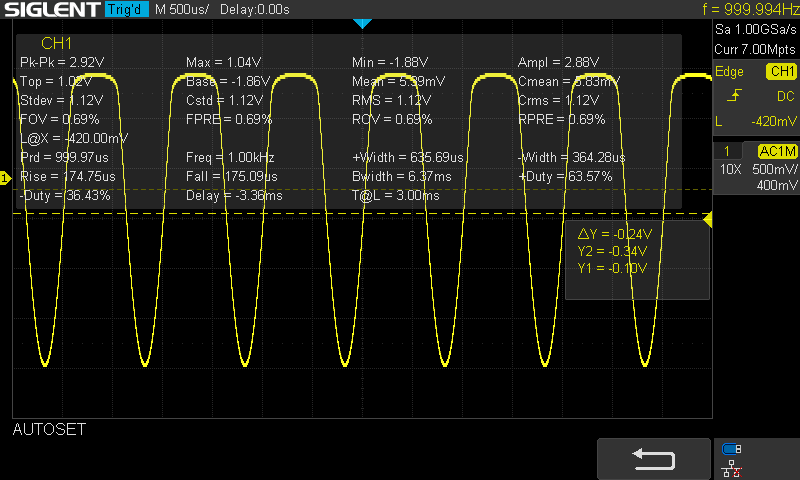 SIGLENT Trig'd M 500us/ Delay:0.00s f = 999.994Hz
Sa 1.00GSa/s
Curr 7.00Mpts
CH1
Pk-Pk = 2.92V Max = 1.04V Min = -1.88V Ampl = 2.88V
Top = 1.02V Base = -1.86V Mean = 5.39mV Cmean = 5.83mV
Stdev = 1.12V Cstd = 1.12V RMS = 1.12V Crms = 1.12V
FOV = 0.69% FPRE = 0.69% ROV = 0.69% RPRE = 0.69%
L@X = -420.00mV
Prd = 999.97us Freq = 1.00kHz +Width = 635.69us -Width = 364.28us
Rise = 174.75us Fall = 175.09us Bwidth = 6.37ms +Duty = 63.57%
-Duty = 36.43% Delay = -3.36ms T@L = 3.00ms
Edge CH1
DC
L -420mV
1 AC1M
10X 500mV/
400mV
1
ΔY = -0.24V
Y2 = -0.34V
Y1 = -0.10V
AUTOSET